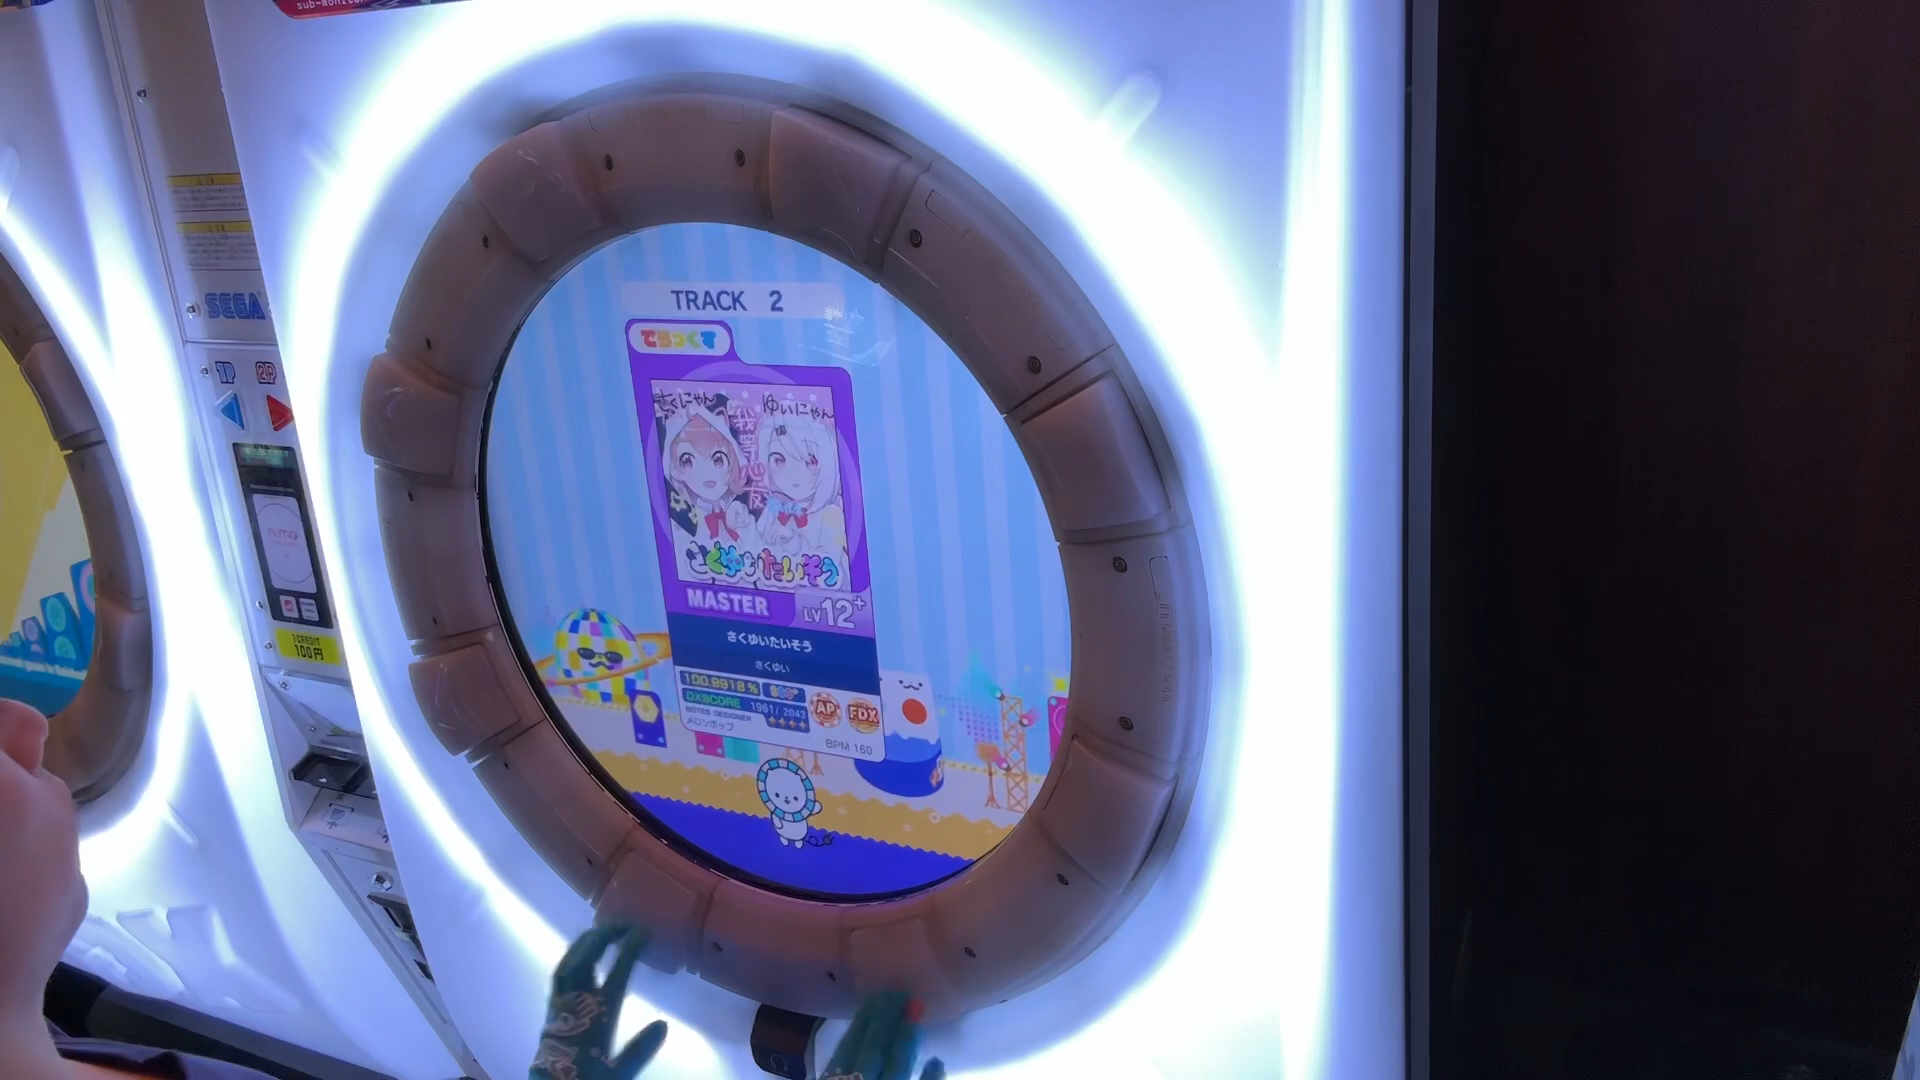 sub-monitor
SEGA
1P 2P
1CREDIT
100円
TRACK 2
でらっくす
さくにゃん
ゆいにゃん
さくゆいたいそう
MASTER
LV12+
さくゆいたいそう
さくゆい
100.9918% SSS+
DXSCORE 1961/2043
AP
FDX
NOTES DESIGNER
メロンポップ
BPM 160